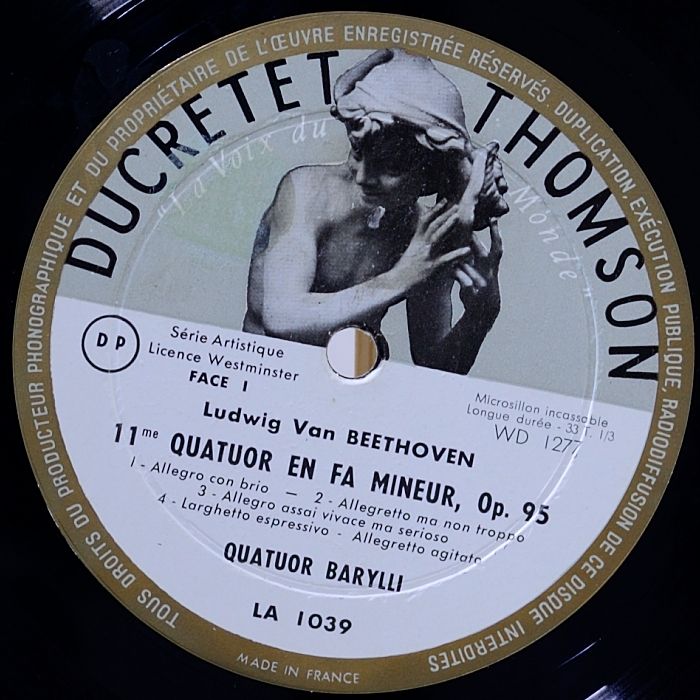 TOUS DROITS DU PRODUCTEUR PHONOGRAPHIQUE ET DU PROPRIÉTAIRE DE L'ŒUVRE ENREGISTRÉE RÉSERVÉS. DUPLICATION, EXÉCUTION PUBLIQUE, RADIODIFFUSION DE CE DISQUE INTERDITES
DUCRETET THOMSON
"La Voix du Monde"
DP
Série Artistique
Licence Westminster
FACE 1
Microsillon incassable
Longue durée - 33 T. 1/3
WD 1277
Ludwig Van BEETHOVEN
11me QUATUOR EN FA MINEUR, Op. 95
1 - Allegro con brio — 2 - Allegretto ma non troppo
3 - Allegro assai vivace ma serioso
4 - Larghetto espressivo - Allegretto agitato
QUATUOR BARYLLI
LA 1039
MADE IN FRANCE